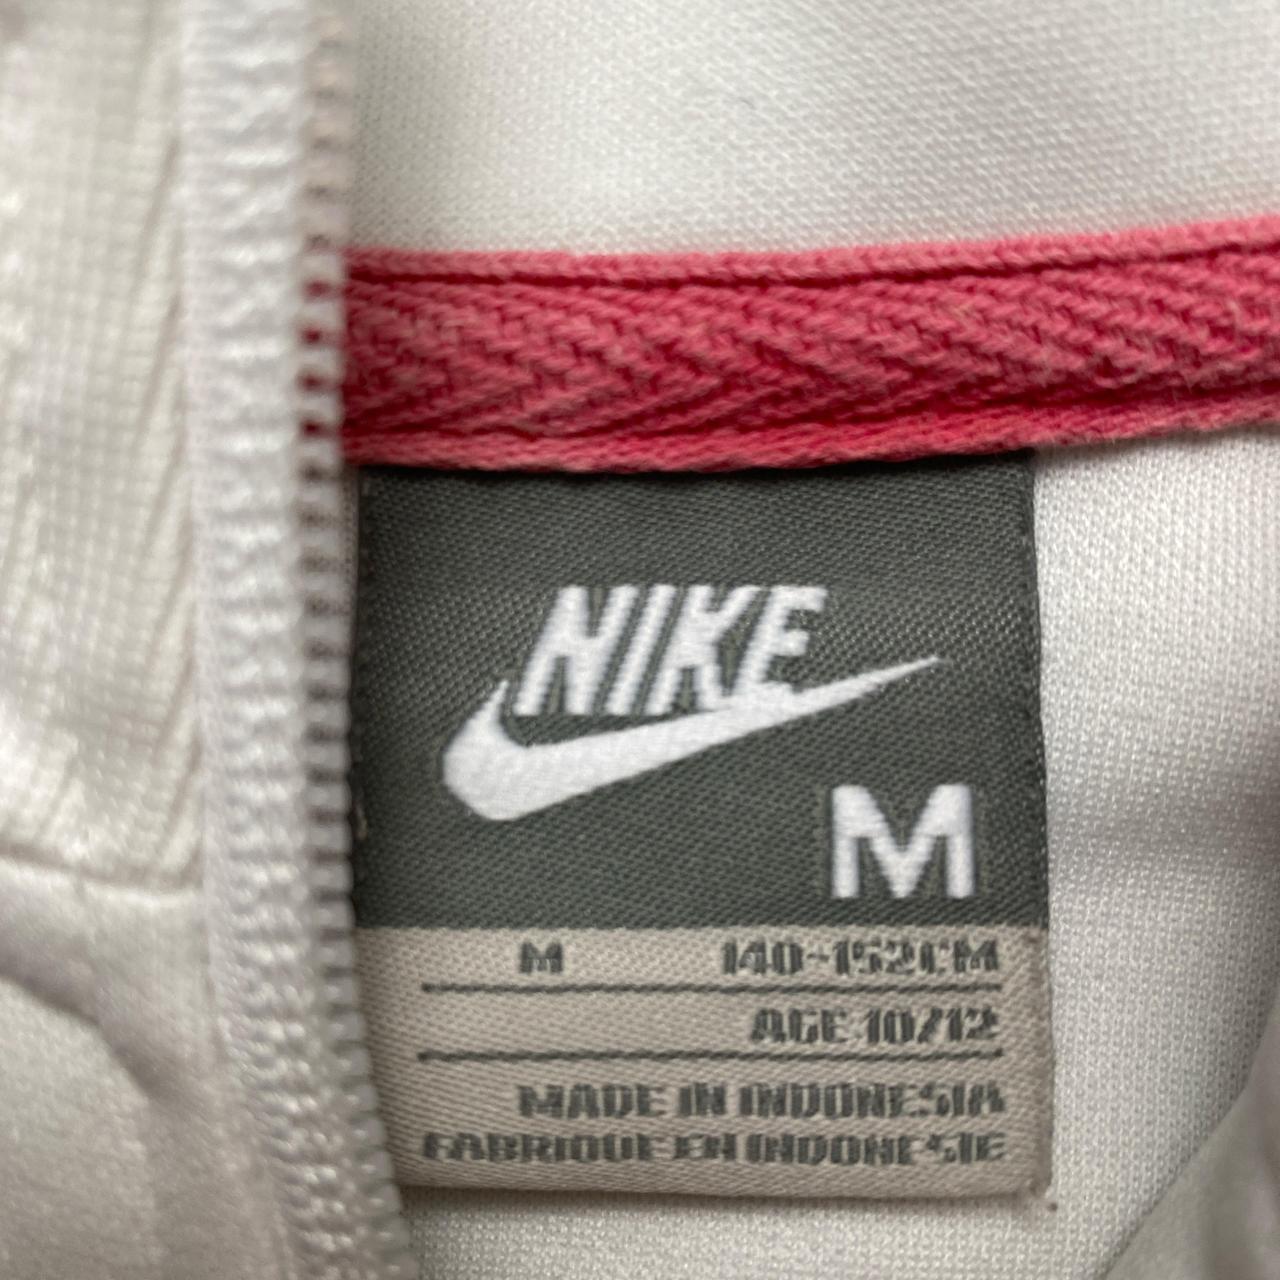 NIKE
M
M 140-152CM
AGE 10/12
MADE IN INDONESIA
FABRIQUE EN INDONESIE